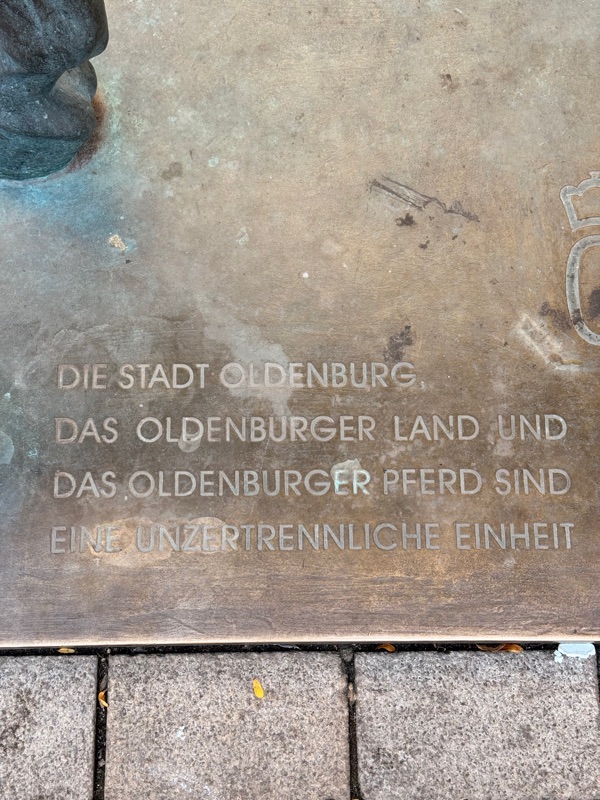 DIE STADT OLDENBURG,
DAS OLDENBURGER LAND UND
DAS OLDENBURGER PFERD SIND
EINE UNZERTRENNLICHE EINHEIT